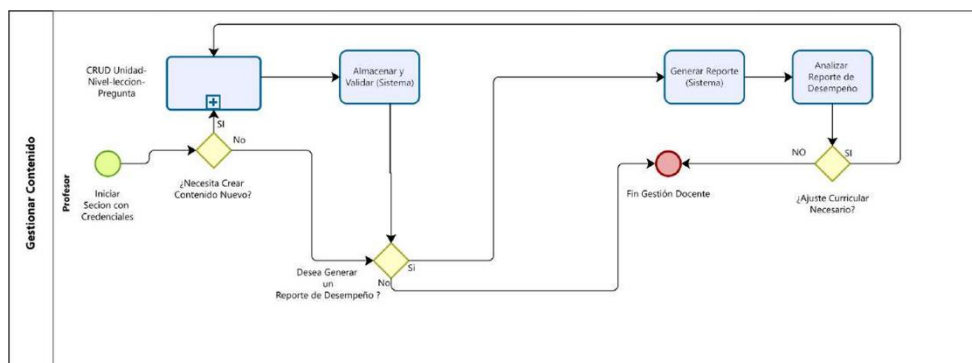 Gestionar Contenido
Profesor
CRUD Unidad-
Nivel-leccion-
Pregunta
Almacenar y
Validar (Sistema)
Generar Reporte
(Sistema)
Analizar
Reporte de
Desempeño
SI
No
¿Necesita Crear
Contenido Nuevo?
Iniciar
Secion con
Credenciales
NO
SI
Fin Gestión Docente
¿Ajuste Curricular
Necesario?
Desea Generar
un
Reporte de Desempeño ?
Si
No